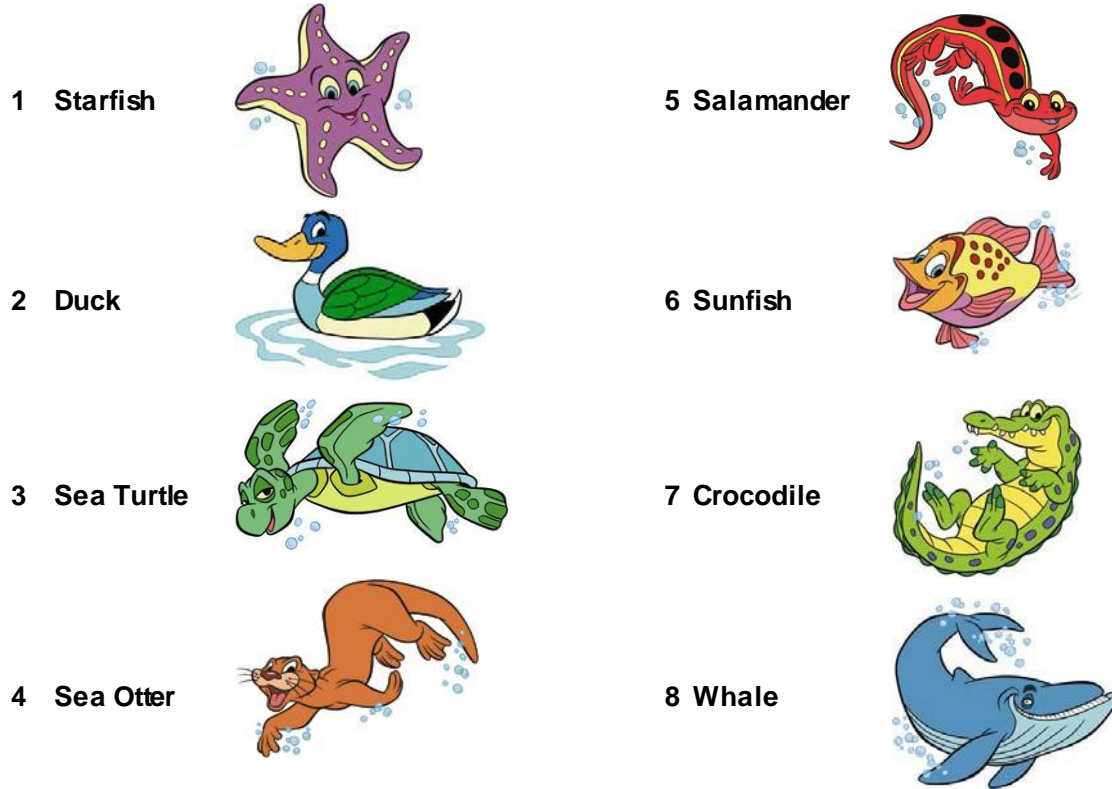 1 Starfish
2 Duck
3 Sea Turtle
4 Sea Otter
5 Salamander
6 Sunfish
7 Crocodile
8 Whale